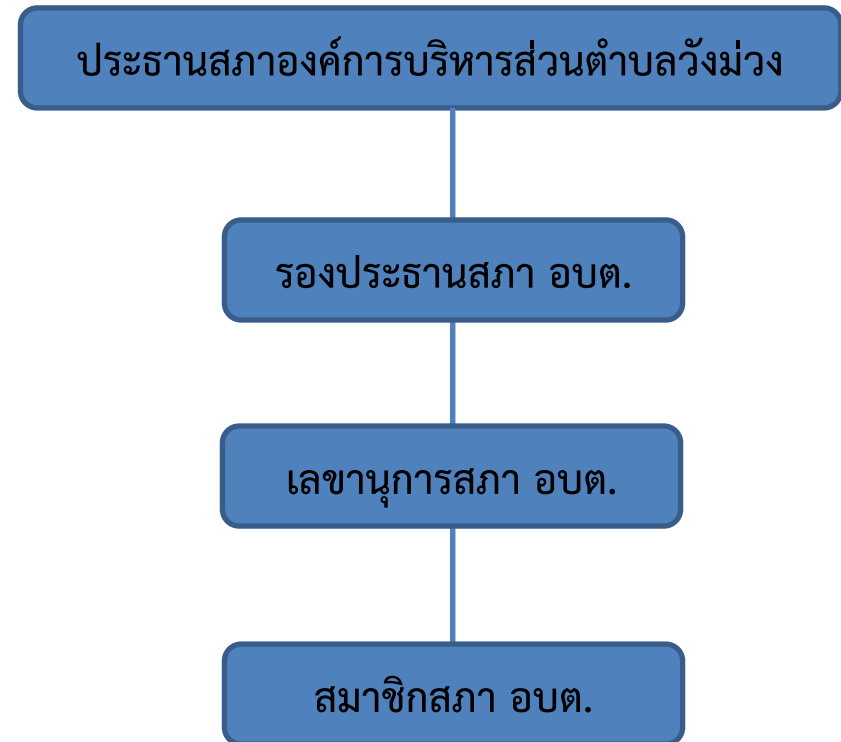 ประธานสภาองค์การบริหารส่วนตำบลวังม่วง
รองประธานสภา อบต.
เลขานุการสภา อบต.
สมาชิกสภา อบต.